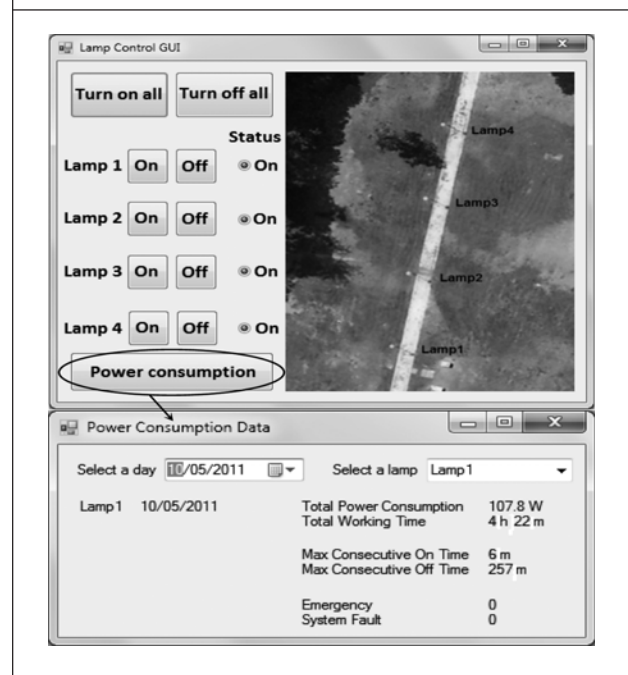 Lamp Control GUI
Turn on all Turn off all
Status
Lamp 1 On Off On
Lamp 2 On Off On
Lamp 3 On Off On
Lamp 4 On Off On
Power consumption
Lamp4
Lamp3
Lamp2
Lamp1
Power Consumption Data
Select a day 10/05/2011 Select a lamp Lamp1
Lamp1 10/05/2011
Total Power Consumption 107.8 W
Total Working Time 4 h 22 m
Max Consecutive On Time 6 m
Max Consecutive Off Time 257 m
Emergency 0
System Fault 0